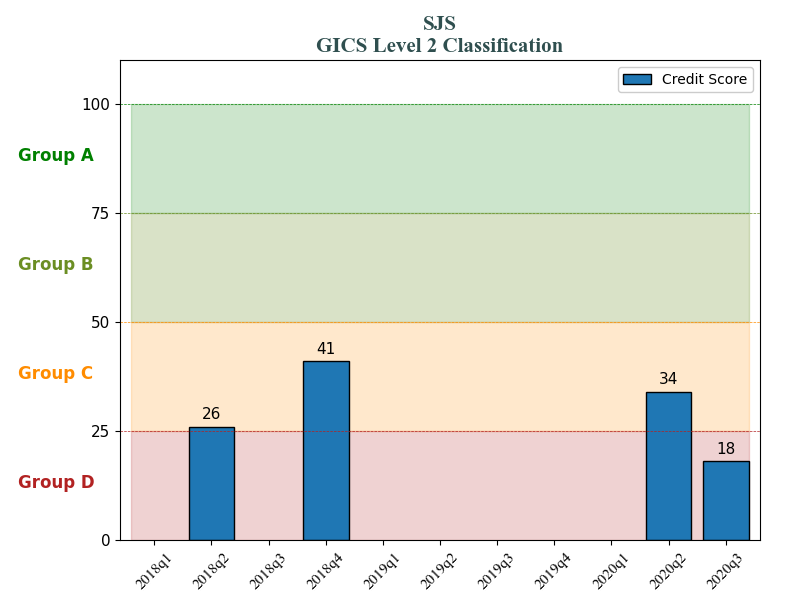 SJS
GICS Level 2 Classification
Credit Score
100
Group A
75
Group B
50
41
Group C
34
26
25
18
Group D
0
2018q1 2018q2 2018q3 2018q4 2019q1 2019q2 2019q3 2019q4 2020q1 2020q2 2020q3